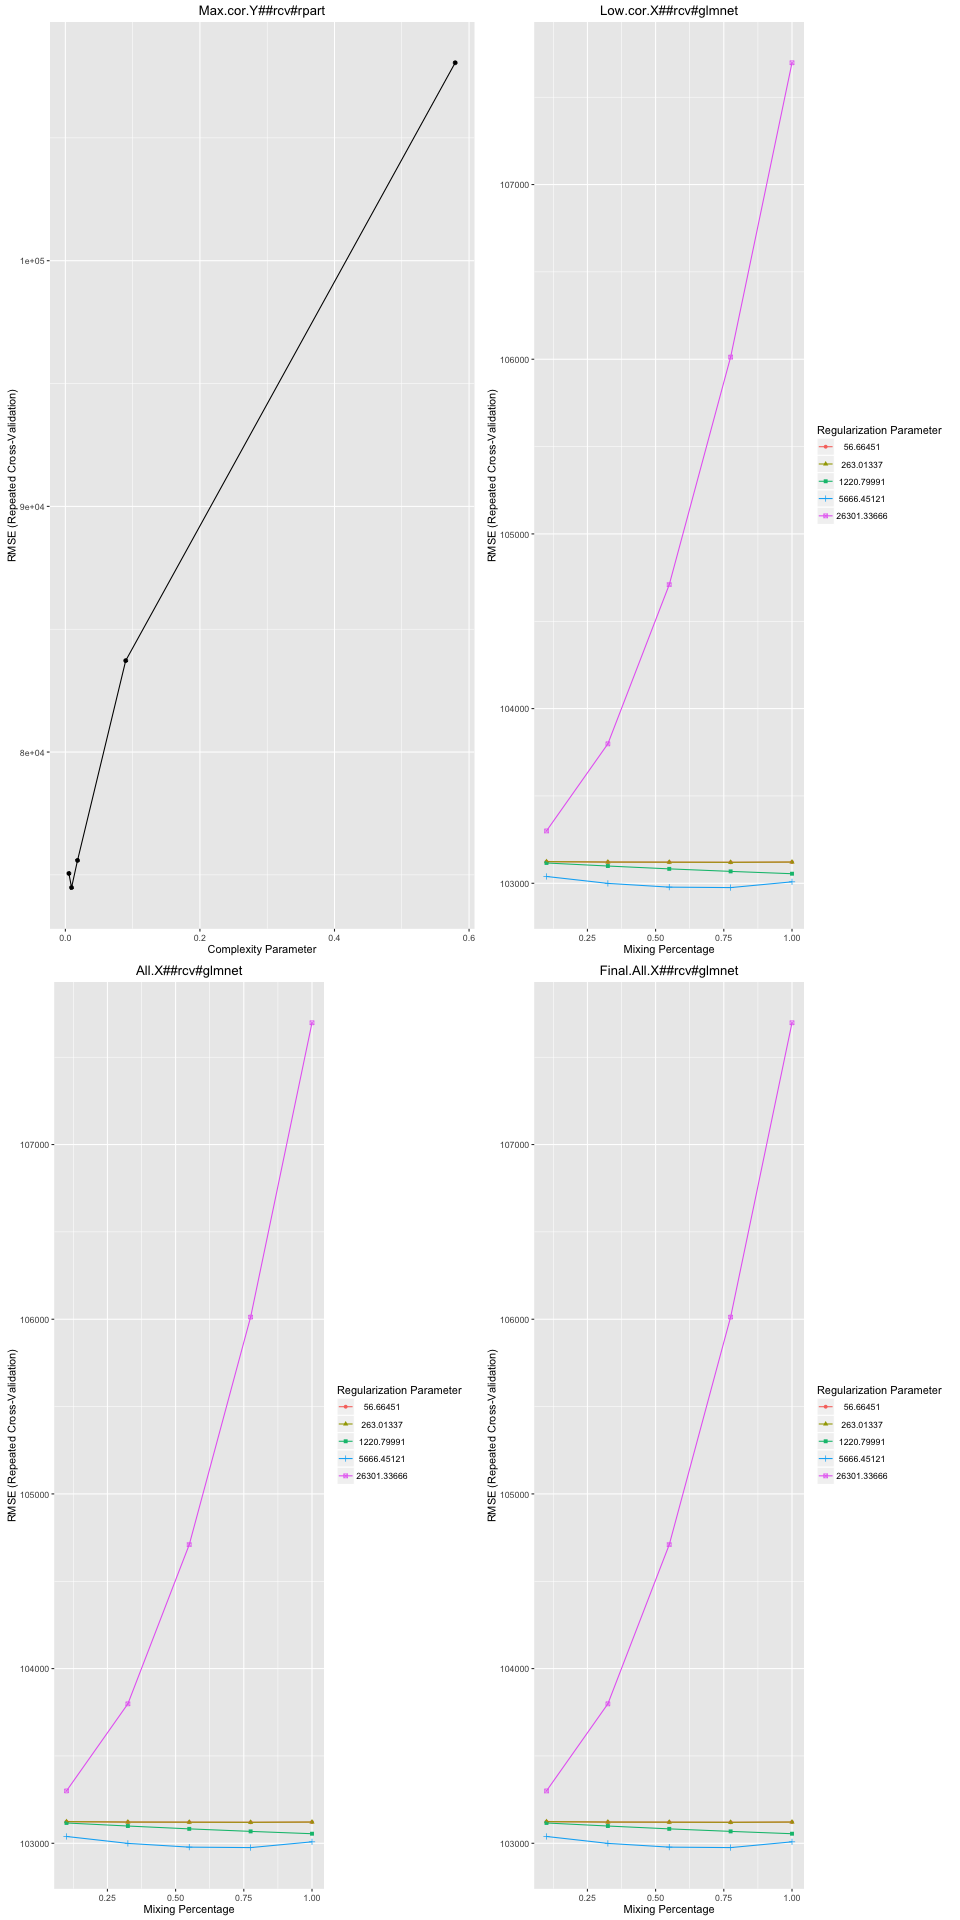 Max.cor.Y##rcv#rpart
RMSE (Repeated Cross-Validation)
1e+05
9e+04
8e+04
0.0 0.2 0.4 0.6
Complexity Parameter
Low.cor.X##rcv#glmnet
RMSE (Repeated Cross-Validation)
107000
106000
105000
104000
103000
0.25 0.50 0.75 1.00
Mixing Percentage
Regularization Parameter
56.66451
263.01337
1220.79991
5666.45121
26301.33666
All.X##rcv#glmnet
RMSE (Repeated Cross-Validation)
107000
106000
105000
104000
103000
0.25 0.50 0.75 1.00
Mixing Percentage
Regularization Parameter
56.66451
263.01337
1220.79991
5666.45121
26301.33666
Final.All.X##rcv#glmnet
RMSE (Repeated Cross-Validation)
107000
106000
105000
104000
103000
0.25 0.50 0.75 1.00
Mixing Percentage
Regularization Parameter
56.66451
263.01337
1220.79991
5666.45121
26301.33666